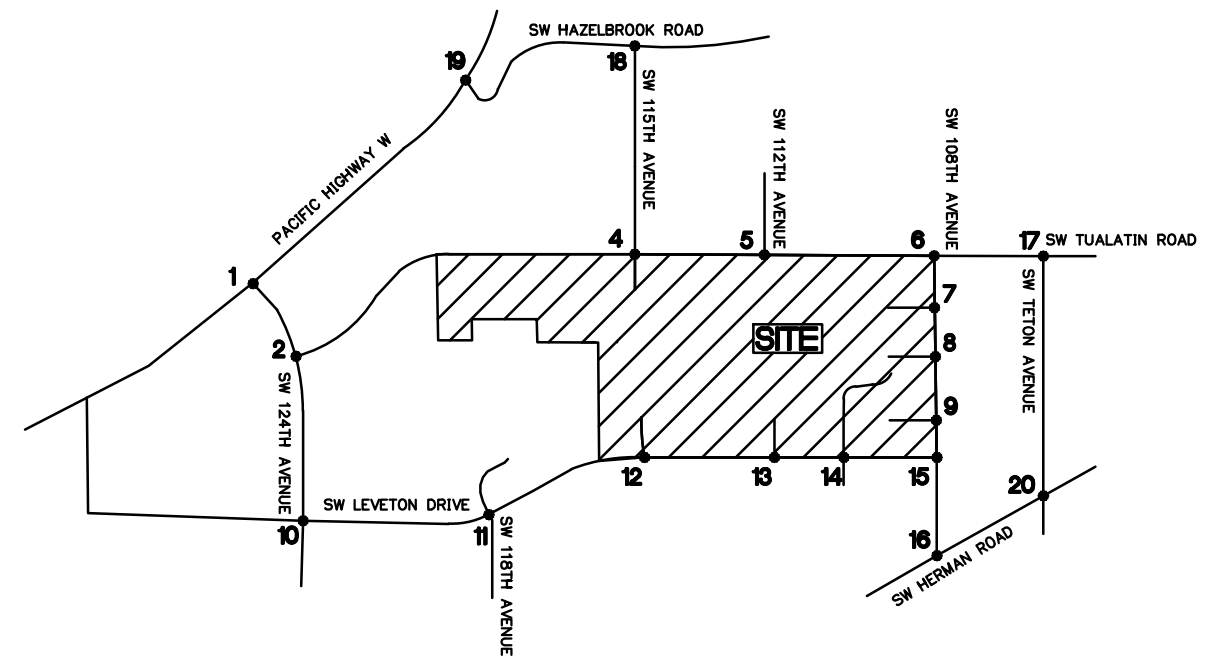 SW HAZELBROOK ROAD
19
18
SW 115TH AVENUE
SW 112TH AVENUE
SW 108TH AVENUE
PACIFIC HIGHWAY W
4
5
6
17
SW TUALATIN ROAD
1
7
SW TETON AVENUE
2
SITE
8
SW 124TH AVENUE
9
12
13
14
15
20
SW LEVETON DRIVE
10
11
SW 118TH AVENUE
16
SW HERMAN ROAD